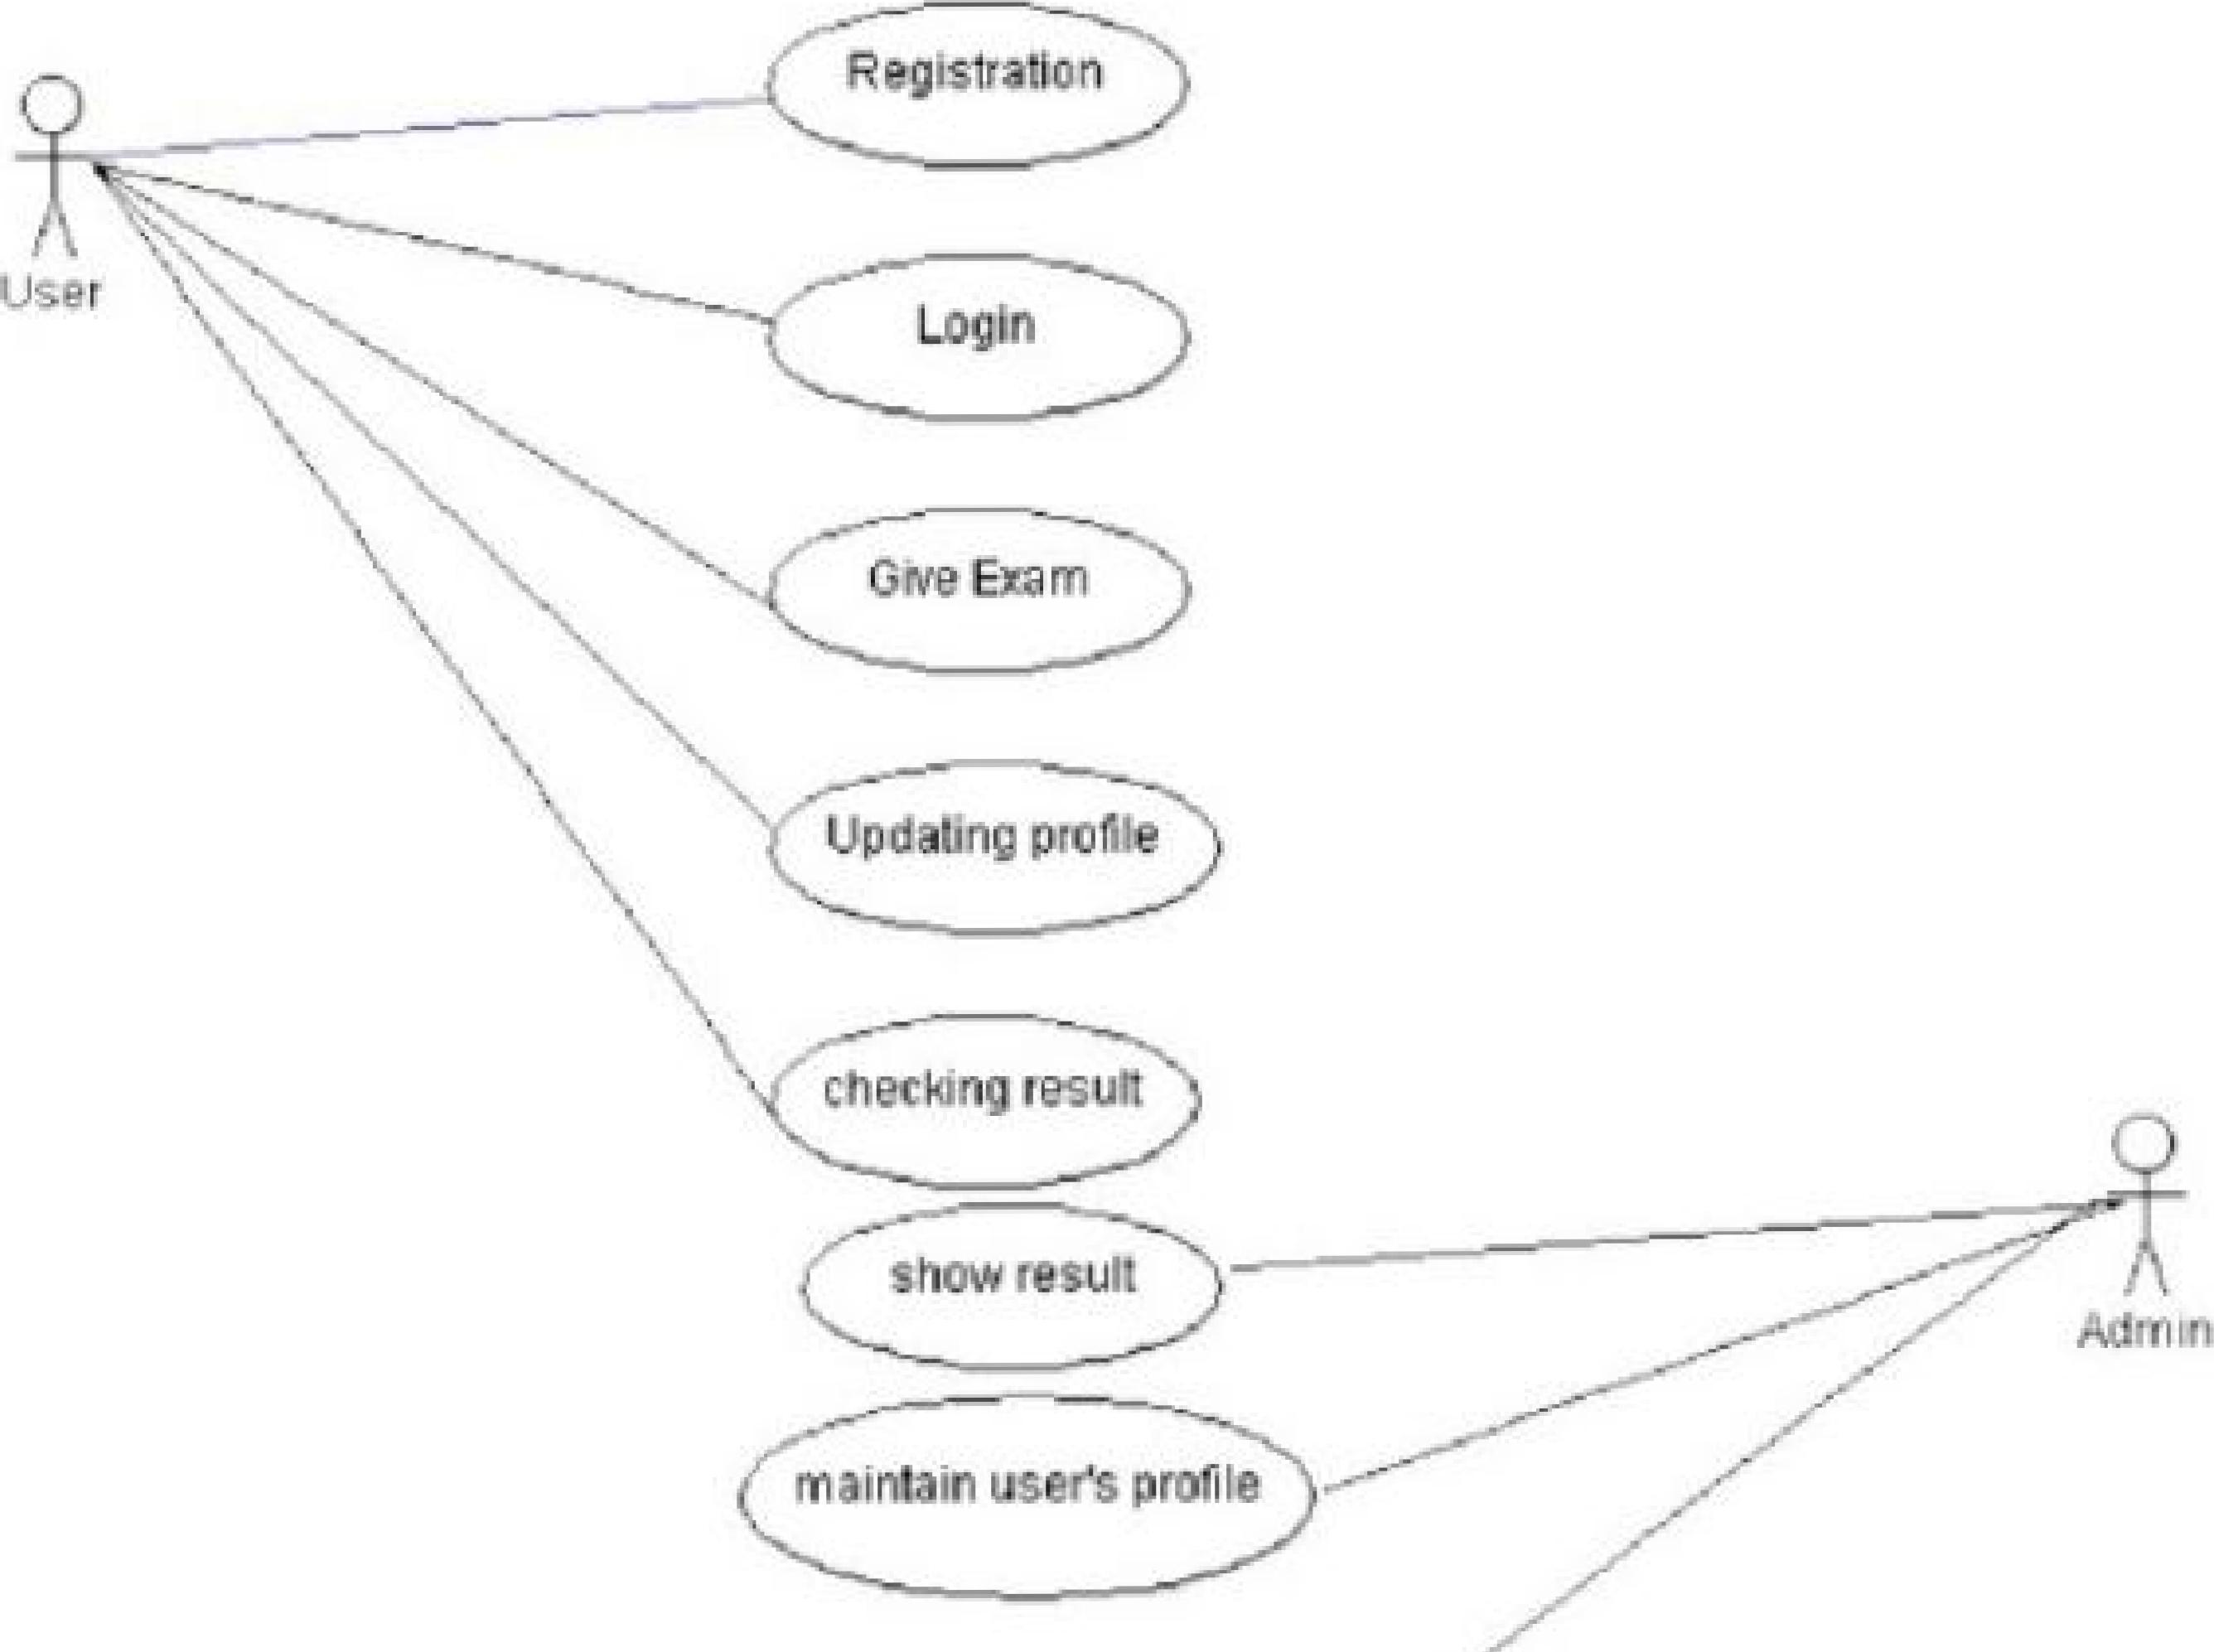 Registration
User
Login
Give Exam
Updating profile
checking result
show result
Admin
maintain user's profile